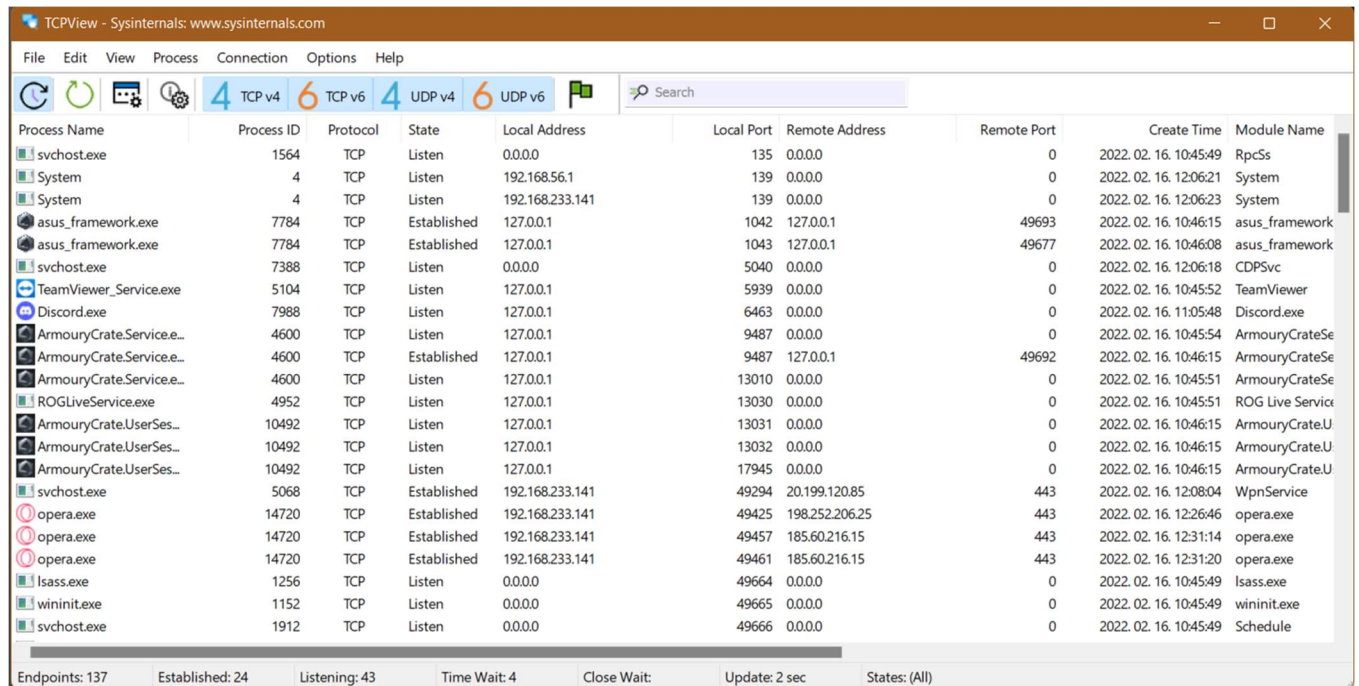 TCPView - Sysinternals: www.sysinternals.com
File Edit View Process Connection Options Help
4 TCP v4 6 TCP v6 4 UDP v4 6 UDP v6 Search
Process Name Process ID Protocol State Local Address Local Port Remote Address Remote Port Create Time Module Name
svchost.exe 1564 TCP Listen 0.0.0.0 135 0.0.0.0 0 2022. 02. 16. 10:45:49 RpcSs
System 4 TCP Listen 192.168.56.1 139 0.0.0.0 0 2022. 02. 16. 12:06:21 System
System 4 TCP Listen 192.168.233.141 139 0.0.0.0 0 2022. 02. 16. 12:06:23 System
asus_framework.exe 7784 TCP Established 127.0.0.1 1042 127.0.0.1 49693 2022. 02. 16. 10:46:15 asus_framework
asus_framework.exe 7784 TCP Established 127.0.0.1 1043 127.0.0.1 49677 2022. 02. 16. 10:46:08 asus_framework
svchost.exe 7388 TCP Listen 0.0.0.0 5040 0.0.0.0 0 2022. 02. 16. 12:06:18 CDPSvc
TeamViewer_Service.exe 5104 TCP Listen 127.0.0.1 5939 0.0.0.0 0 2022. 02. 16. 10:45:52 TeamViewer
Discord.exe 7988 TCP Listen 127.0.0.1 6463 0.0.0.0 0 2022. 02. 16. 11:05:48 Discord.exe
ArmouryCrate.Service.e... 4600 TCP Listen 127.0.0.1 9487 0.0.0.0 0 2022. 02. 16. 10:45:54 ArmouryCrateSe
ArmouryCrate.Service.e... 4600 TCP Established 127.0.0.1 9487 127.0.0.1 49692 2022. 02. 16. 10:46:15 ArmouryCrateSe
ArmouryCrate.Service.e... 4600 TCP Listen 127.0.0.1 13010 0.0.0.0 0 2022. 02. 16. 10:45:51 ArmouryCrateSe
ROGLiveService.exe 4952 TCP Listen 127.0.0.1 13030 0.0.0.0 0 2022. 02. 16. 10:45:51 ROG Live Service
ArmouryCrate.UserSes... 10492 TCP Listen 127.0.0.1 13031 0.0.0.0 0 2022. 02. 16. 10:46:15 ArmouryCrate.U
ArmouryCrate.UserSes... 10492 TCP Listen 127.0.0.1 13032 0.0.0.0 0 2022. 02. 16. 10:46:15 ArmouryCrate.U
ArmouryCrate.UserSes... 10492 TCP Listen 127.0.0.1 17945 0.0.0.0 0 2022. 02. 16. 10:46:15 ArmouryCrate.U
svchost.exe 5068 TCP Established 192.168.233.141 49294 20.199.120.85 443 2022. 02. 16. 12:08:04 WpnService
opera.exe 14720 TCP Established 192.168.233.141 49425 198.252.206.25 443 2022. 02. 16. 12:26:46 opera.exe
opera.exe 14720 TCP Established 192.168.233.141 49457 185.60.216.15 443 2022. 02. 16. 12:31:14 opera.exe
opera.exe 14720 TCP Established 192.168.233.141 49461 185.60.216.15 443 2022. 02. 16. 12:31:20 opera.exe
lsass.exe 1256 TCP Listen 0.0.0.0 49664 0.0.0.0 0 2022. 02. 16. 10:45:49 lsass.exe
wininit.exe 1152 TCP Listen 0.0.0.0 49665 0.0.0.0 0 2022. 02. 16. 10:45:49 wininit.exe
svchost.exe 1912 TCP Listen 0.0.0.0 49666 0.0.0.0 0 2022. 02. 16. 10:45:49 Schedule
Endpoints: 137 Established: 24 Listening: 43 Time Wait: 4 Close Wait: Update: 2 sec States: (All)